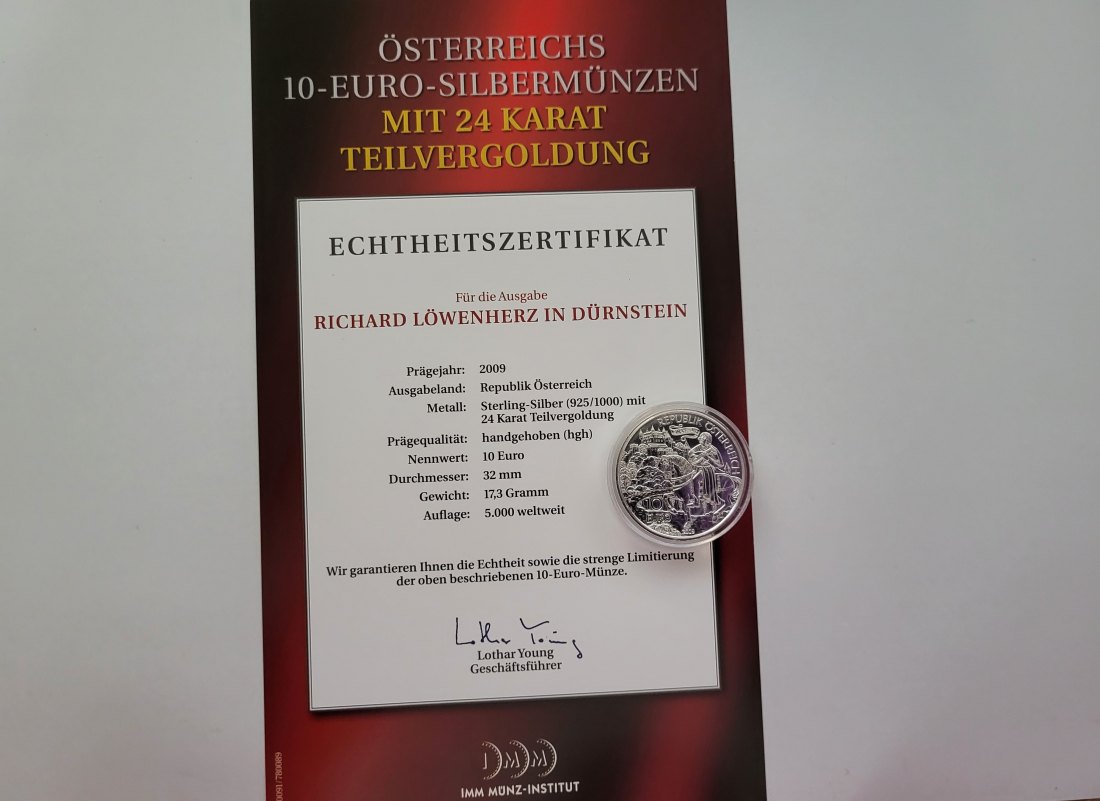 ÖSTERREICHS
10-EURO-SILBERMÜNZEN
MIT 24 KARAT
TEILVERGOLDUNG
ECHTHEITSZERTIFIKAT
Für die Ausgabe
RICHARD LÖWENHERZ IN DÜRNSTEIN
Prägejahr: 2009
Ausgabeland: Republik Österreich
Metall: Sterling-Silber (925/1000) mit
24 Karat Teilvergoldung
Prägequalität: handgehoben (hgh)
Nennwert: 10 Euro
Durchmesser: 32 mm
Gewicht: 17,3 Gramm
Auflage: 5.000 weltweit
REPUBLIK ÖSTERREICH
10
EURO
Wir garantieren Ihnen die Echtheit sowie die strenge Limitierung
der oben beschriebenen 10-Euro-Münze.
Lothar Young
Lothar Young
Geschäftsführer
IMM
IMM MÜNZ-INSTITUT